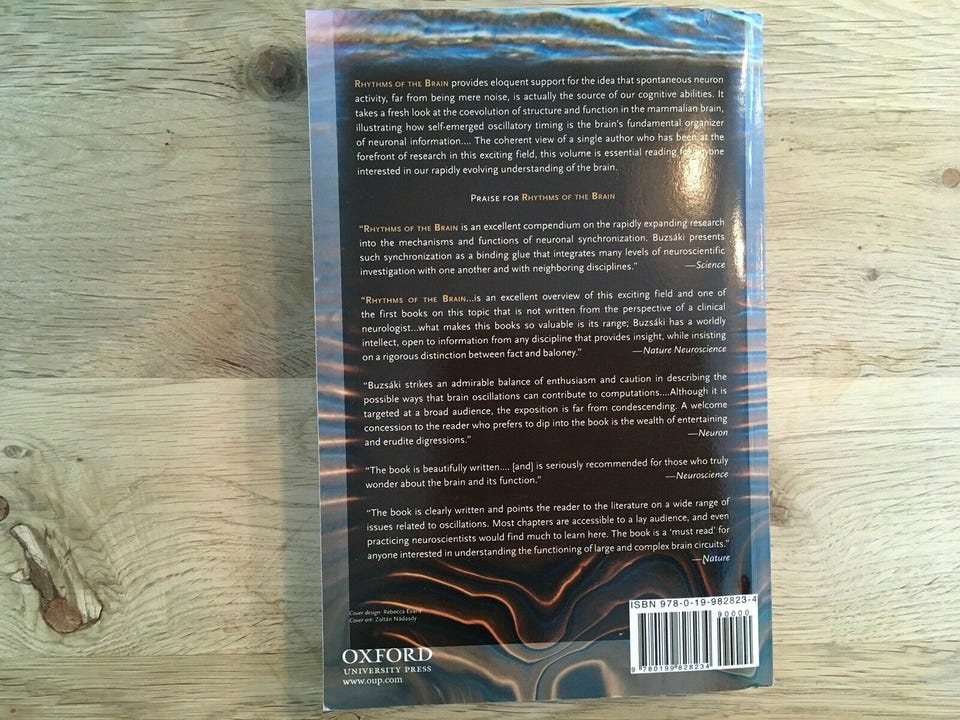 RHYTHMS OF THE BRAIN provides eloquent support for the idea that spontaneous neuron
activity, far from being mere noise, is actually the source of our cognitive abilities. It
takes a fresh look at the coevolution of structure and function in the mammalian brain,
illustrating how self-emerged oscillatory timing is the brain's fundamental organizer
of neuronal information.... The coherent view of a single author who has been at the
forefront of research in this exciting field, this volume is essential reading for anyone
interested in our rapidly evolving understanding of the brain.
PRAISE FOR RHYTHMS OF THE BRAIN
"RHYTHMS OF THE BRAIN is an excellent compendium on the rapidly expanding research
into the mechanisms and functions of neuronal synchronization. Buzsáki presents
such synchronization as a binding glue that integrates many levels of neuroscientific
investigation with one another and with neighboring disciplines." —Science
"RHYTHMS OF THE BRAIN...is an excellent overview of this exciting field and one of
the first books on this topic that is not written from the perspective of a clinical
neurologist...what makes this books so valuable is its range; Buzsáki has a worldly
intellect, open to information from any discipline that provides insight, while insisting
on a rigorous distinction between fact and baloney." —Nature Neuroscience
"Buzsáki strikes an admirable balance of enthusiasm and caution in describing the
possible ways that brain oscillations can contribute to computations....Although it is
targeted at a broad audience, the exposition is far from condescending. A welcome
concession to the reader who prefers to dip into the book is the wealth of entertaining
and erudite digressions." —Neuron
"The book is beautifully written.... [and] is seriously recommended for those who truly
wonder about the brain and its function." —Neuroscience
"The book is clearly written and points the reader to the literature on a wide range of
issues related to oscillations. Most chapters are accessible to a lay audience, and even
practicing neuroscientists would find much to learn here. The book is a 'must read' for
anyone interested in understanding the functioning of large and complex brain circuits."
—Nature
Cover design: Rebecca Evans
Cover art: Zoltán Nádasdy
OXFORD
UNIVERSITY PRESS
www.oup.com
ISBN 978-0-19-982823-4
90000
9 780199 828234